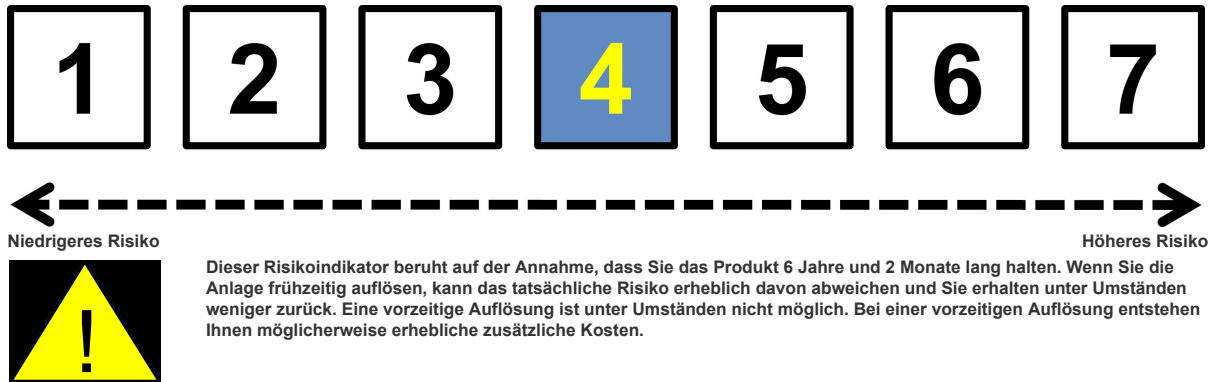 1 2 3 4 5 6 7
Niedrigeres Risiko Höheres Risiko
Dieser Risikoindikator beruht auf der Annahme, dass Sie das Produkt 6 Jahre und 2 Monate lang halten. Wenn Sie die
Anlage frühzeitig auflösen, kann das tatsächliche Risiko erheblich davon abweichen und Sie erhalten unter Umständen
weniger zurück. Eine vorzeitige Auflösung ist unter Umständen nicht möglich. Bei einer vorzeitigen Auflösung entstehen
Ihnen möglicherweise erhebliche zusätzliche Kosten.
!